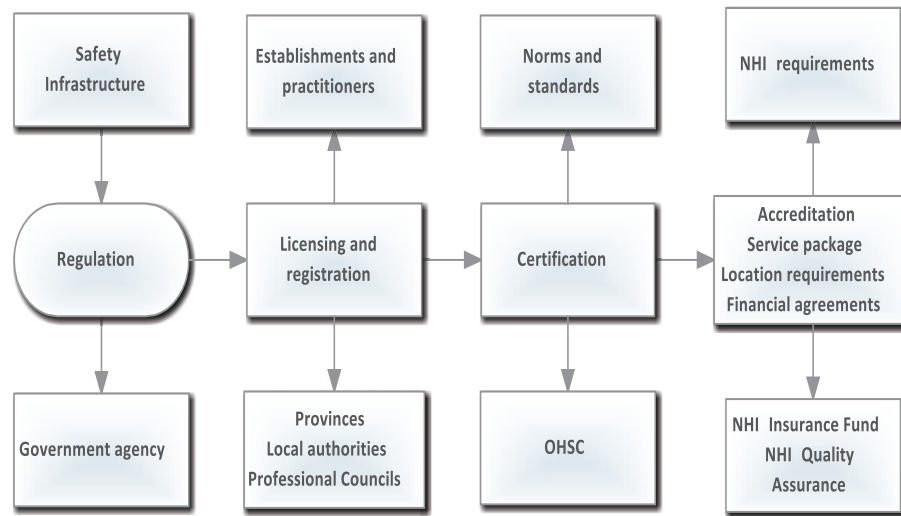 Safety
Infrastructure
Establishments and
practitioners
Norms and
standards
NHI requirements
Regulation
Licensing and
registration
Certification
Accreditation
Service package
Location requirements
Financial agreements
Government agency
Provinces
Local authorities
Professional Councils
OHSC
NHI Insurance Fund
NHI Quality
Assurance